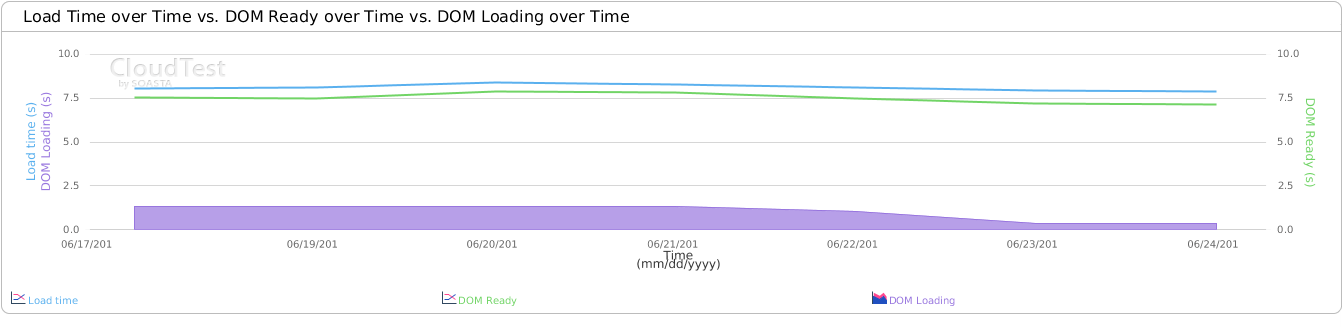 Load Time over Time vs. DOM Ready over Time vs. DOM Loading over Time
CloudTest
by SOASTA
Load time (s)
DOM Loading (s)
10.0
7.5
5.0
2.5
0.0
10.0
7.5
5.0
2.5
0.0
DOM Ready (s)
06/17/201 06/19/201 06/20/201 06/21/201 06/22/201 06/23/201 06/24/201
Time
(mm/dd/yyyy)
Load time DOM Ready DOM Loading